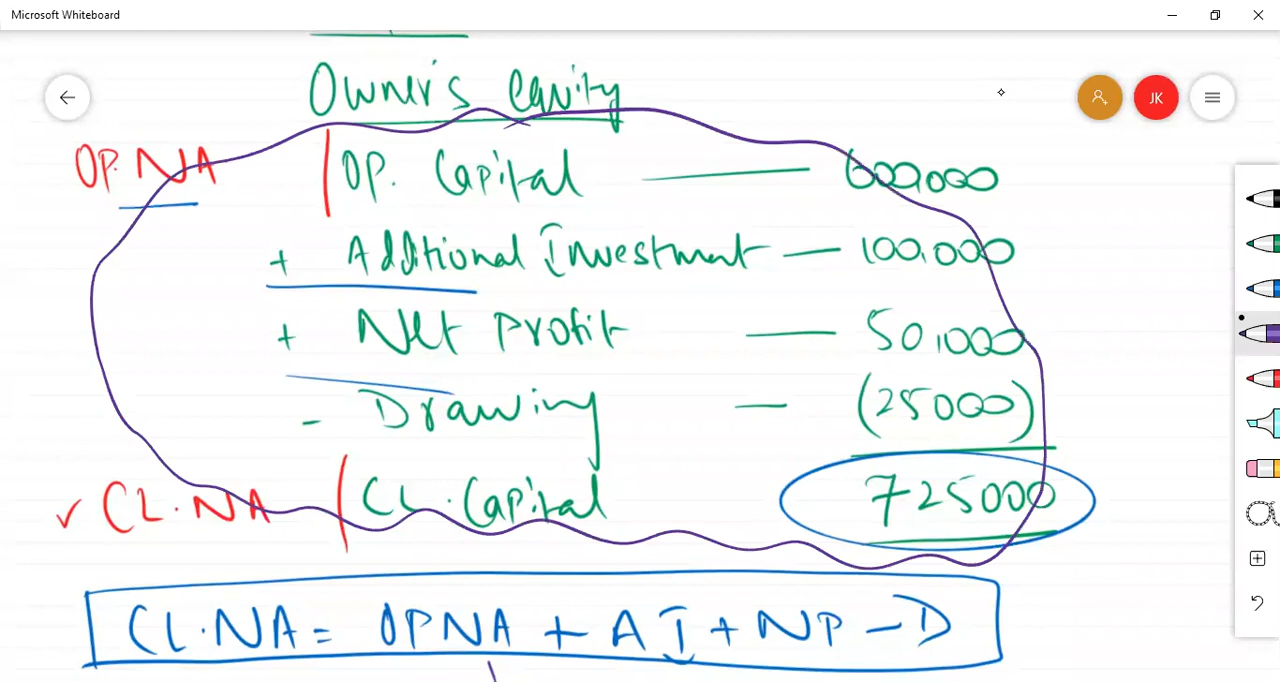 Microsoft Whiteboard
Owner's Equity
JK
OP. NA OP. Capital — 600,000
+ Additional Investment — 100,000
+ Net Profit — 50,000
- Drawing — (25000)
✓ CL. NA CL. Capital 725000
CL. NA = OPNA + AI + NP - D